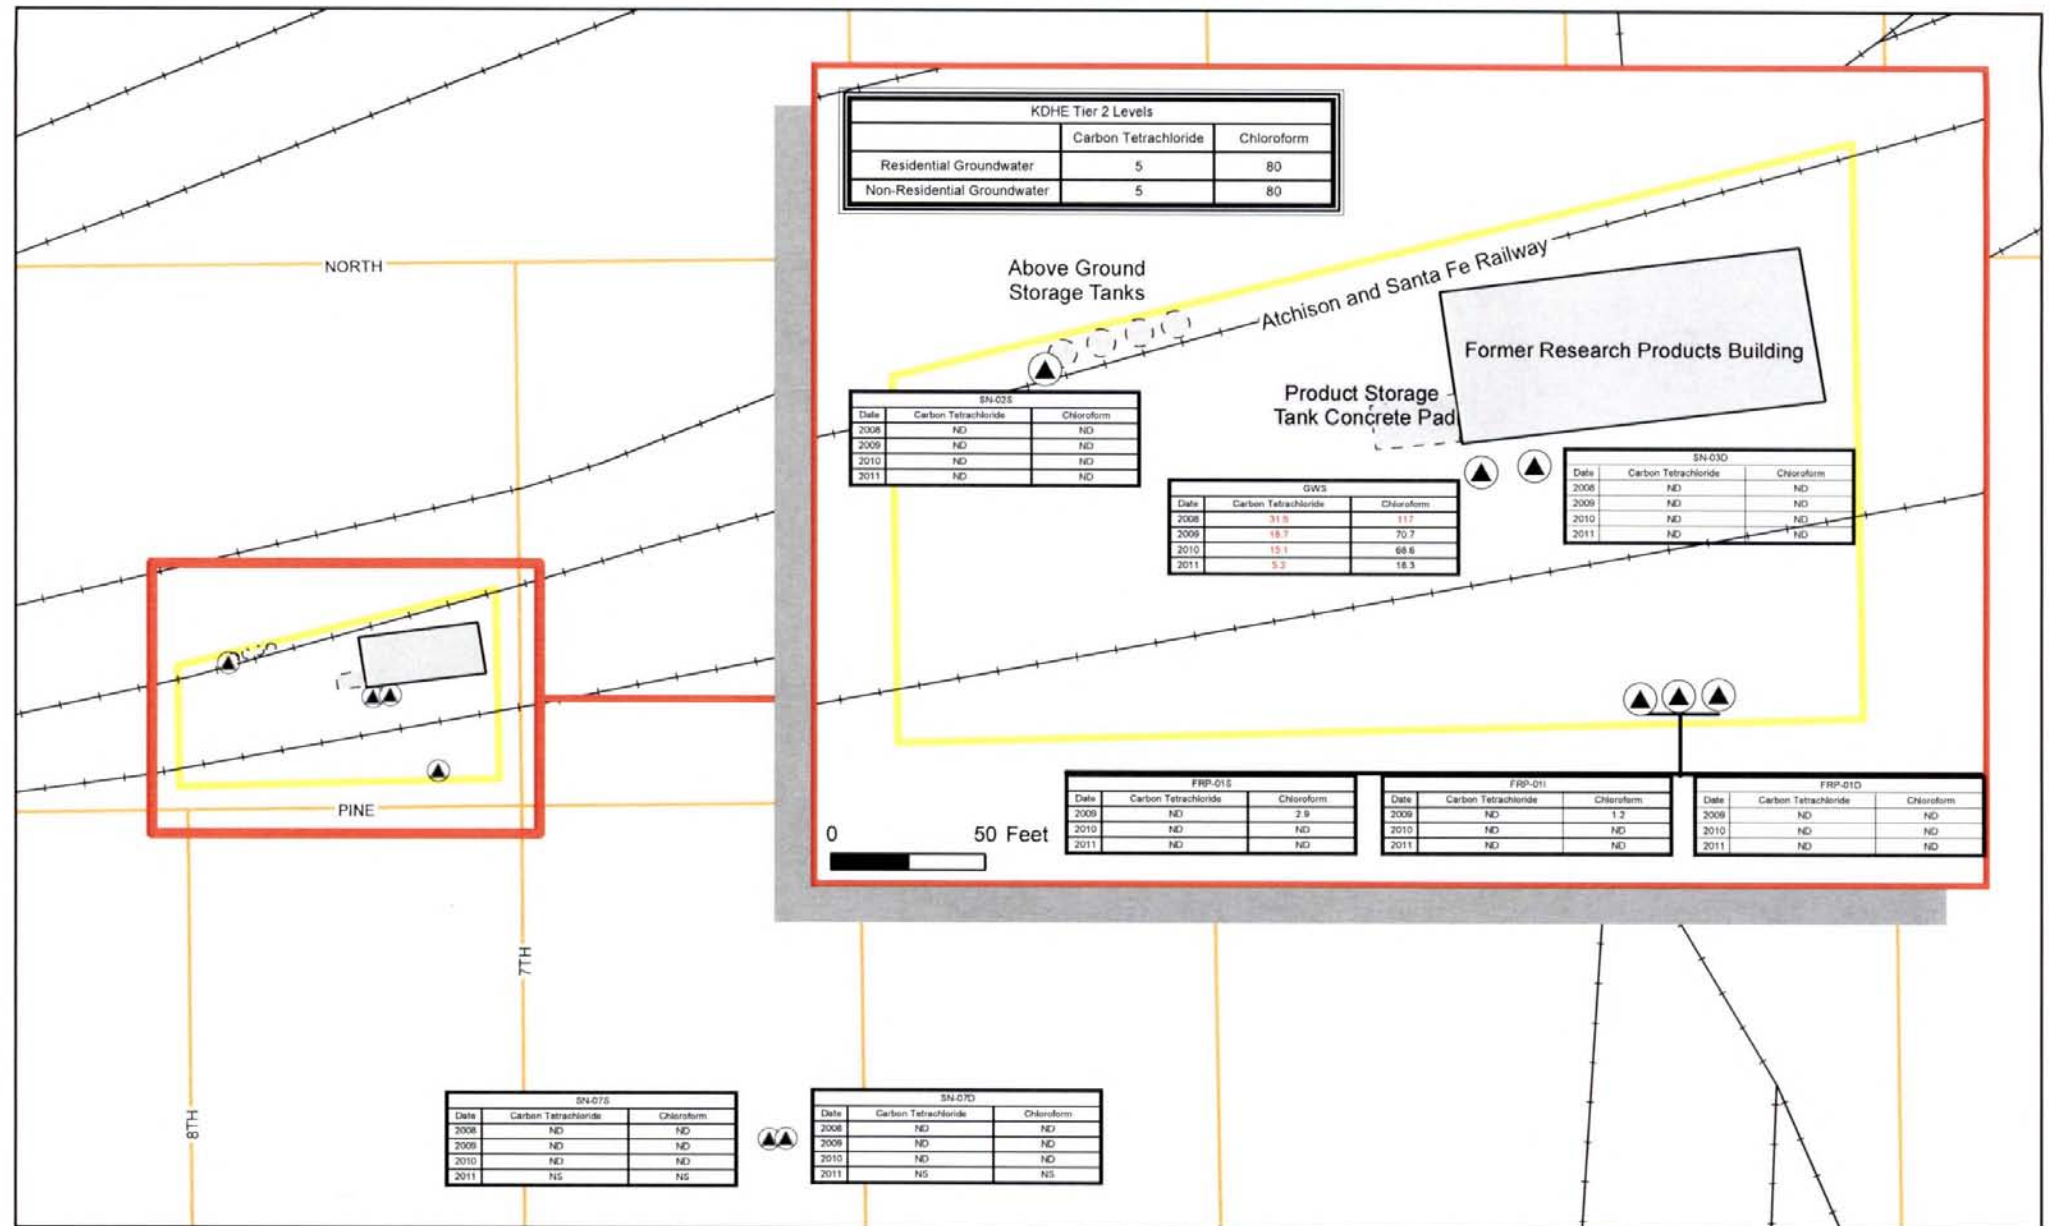 KDHE Tier 2 Levels
Carbon Tetrachloride Chloroform
Residential Groundwater 5 80
Non-Residential Groundwater 5 80
NORTH
Above Ground
Storage Tanks
Atchison and Santa Fe Railway
Former Research Products Building
Product Storage
Tank Concrete Pad
SN-02S
Date Carbon Tetrachloride Chloroform
2008 ND ND
2009 ND ND
2010 ND ND
2011 ND ND
GWS
Date Carbon Tetrachloride Chloroform
2008 31.5 117
2009 18.7 70.7
2010 15.1 68.6
2011 5.2 18.3
SN-03D
Date Carbon Tetrachloride Chloroform
2008 ND ND
2009 ND ND
2010 ND ND
2011 ND ND
PINE
0 50 Feet
FRP-01S
Date Carbon Tetrachloride Chloroform
2009 ND 2.9
2010 ND ND
2011 ND ND
FRP-01I
Date Carbon Tetrachloride Chloroform
2009 ND 1.2
2010 ND ND
2011 ND ND
FRP-01D
Date Carbon Tetrachloride Chloroform
2009 ND ND
2010 ND ND
2011 ND ND
7TH
8TH
SN-07S
Date Carbon Tetrachloride Chloroform
2008 ND ND
2009 ND ND
2010 ND ND
2011 NS NS
SN-07D
Date Carbon Tetrachloride Chloroform
2008 ND ND
2009 ND ND
2010 ND ND
2011 NS NS